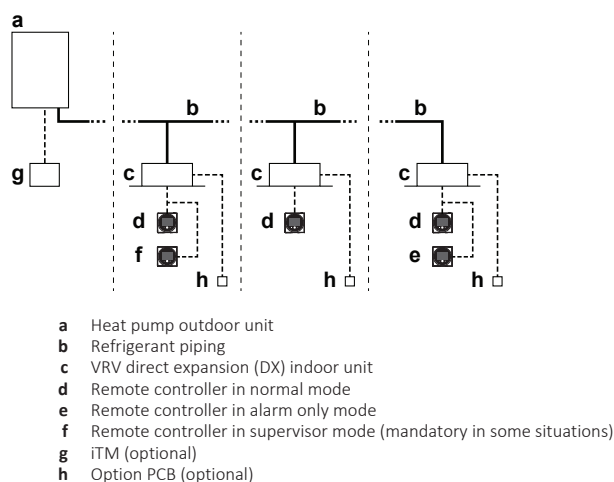 a
b
b
b
g
c
c
c
d
d
d
f
e
h
h
h
a Heat pump outdoor unit
b Refrigerant piping
c VRV direct expansion (DX) indoor unit
d Remote controller in normal mode
e Remote controller in alarm only mode
f Remote controller in supervisor mode (mandatory in some situations)
g iTM (optional)
h Option PCB (optional)